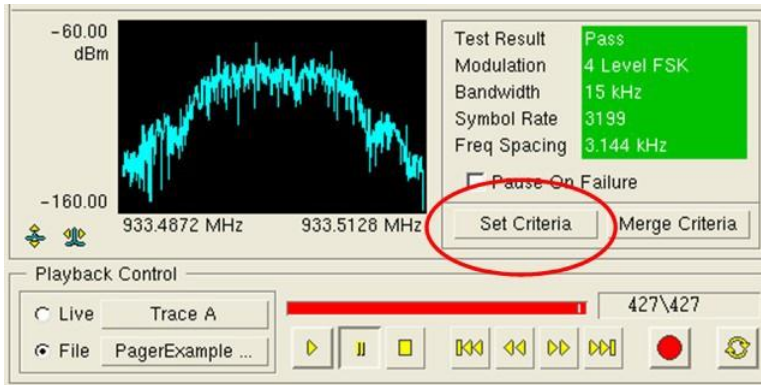 -60.00
dBm
-160.00
933.4872 MHz 933.5128 MHz
Test Result Pass
Modulation 4 Level FSK
Bandwidth 15 kHz
Symbol Rate 3199
Freq Spacing 3.144 kHz
Pause On Failure
Set Criteria Merge Criteria
Playback Control
Live Trace A
427\427
File PagerExample ...